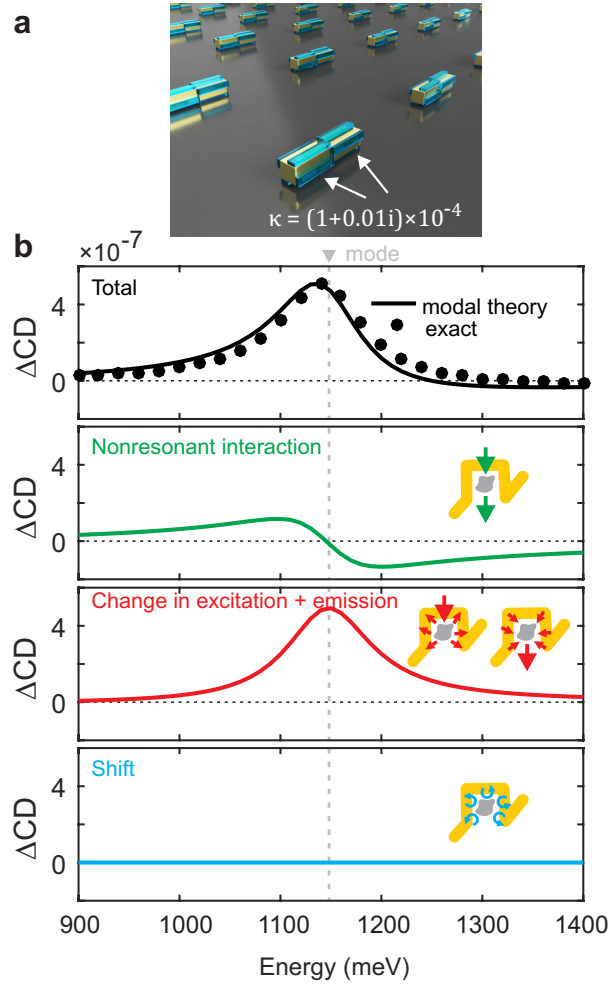 a
κ = (1+0.01i)×10⁻⁴
b
×10⁻⁷
mode
Total
modal theory
exact
ΔCD
4
0
Nonresonant interaction
ΔCD
4
0
Change in excitation + emission
ΔCD
4
0
Shift
ΔCD
4
0
900 1000 1100 1200 1300 1400
Energy (meV)